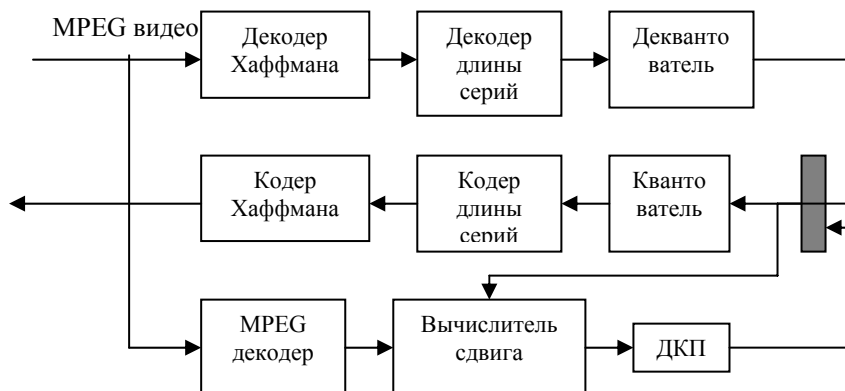 MPEG видео
Декодер
Хаффмана
Декодер
длины
серий
Декванто
ватель
Кодер
Хаффмана
Кодер
длины
серий
Кванто
ватель
MPEG
декодер
Вычислитель
сдвига
ДКП